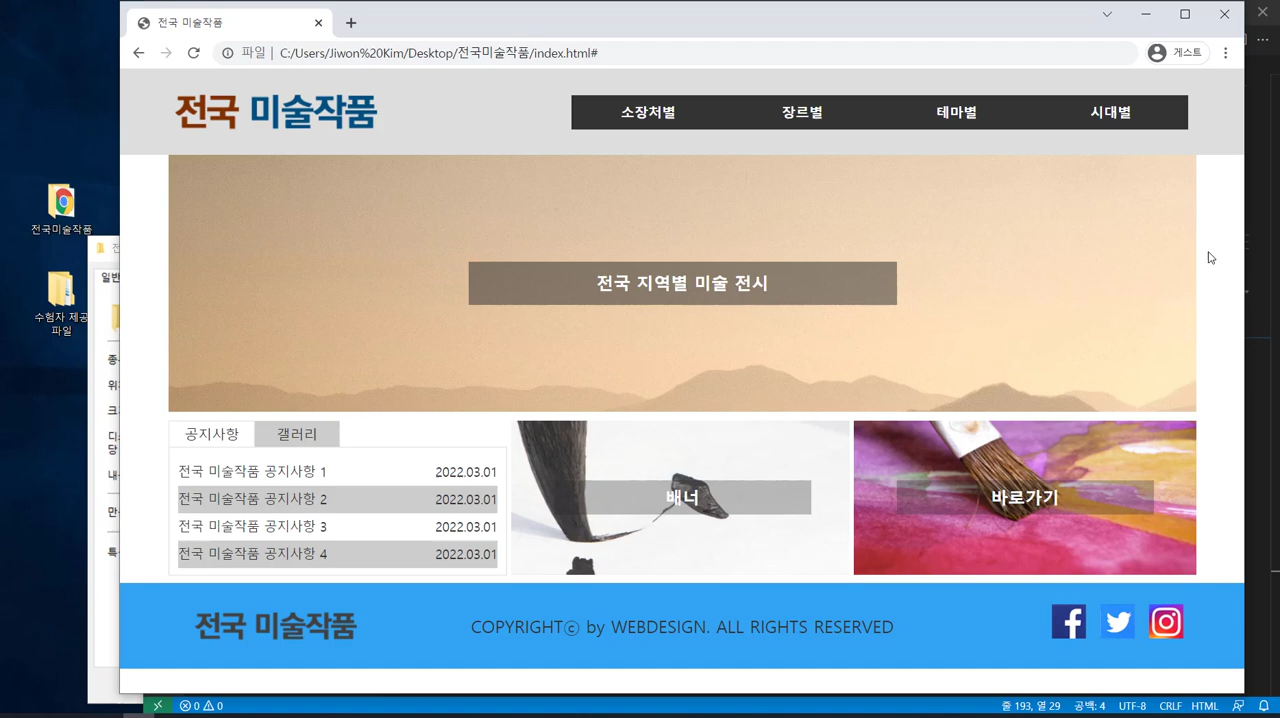 전국 미술작품
파일
C:/Users/Jiwon%20Kim/Desktop/전국미술작품/index.html#
게스트
전국 미술작품
소장처별
장르별
테마별
시대별
전국 지역별 미술 전시
공지사항
갤러리
전국 미술작품 공지사항 1 2022.03.01
전국 미술작품 공지사항 2 2022.03.01
전국 미술작품 공지사항 3 2022.03.01
전국 미술작품 공지사항 4 2022.03.01
배너
바로가기
전국 미술작품
COPYRIGHTⓒ by WEBDESIGN. ALL RIGHTS RESERVED
전국미술작품
수험자 제공
파일
일반
0 0
줄 193, 열 29
공백: 4
UTF-8
CRLF
HTML